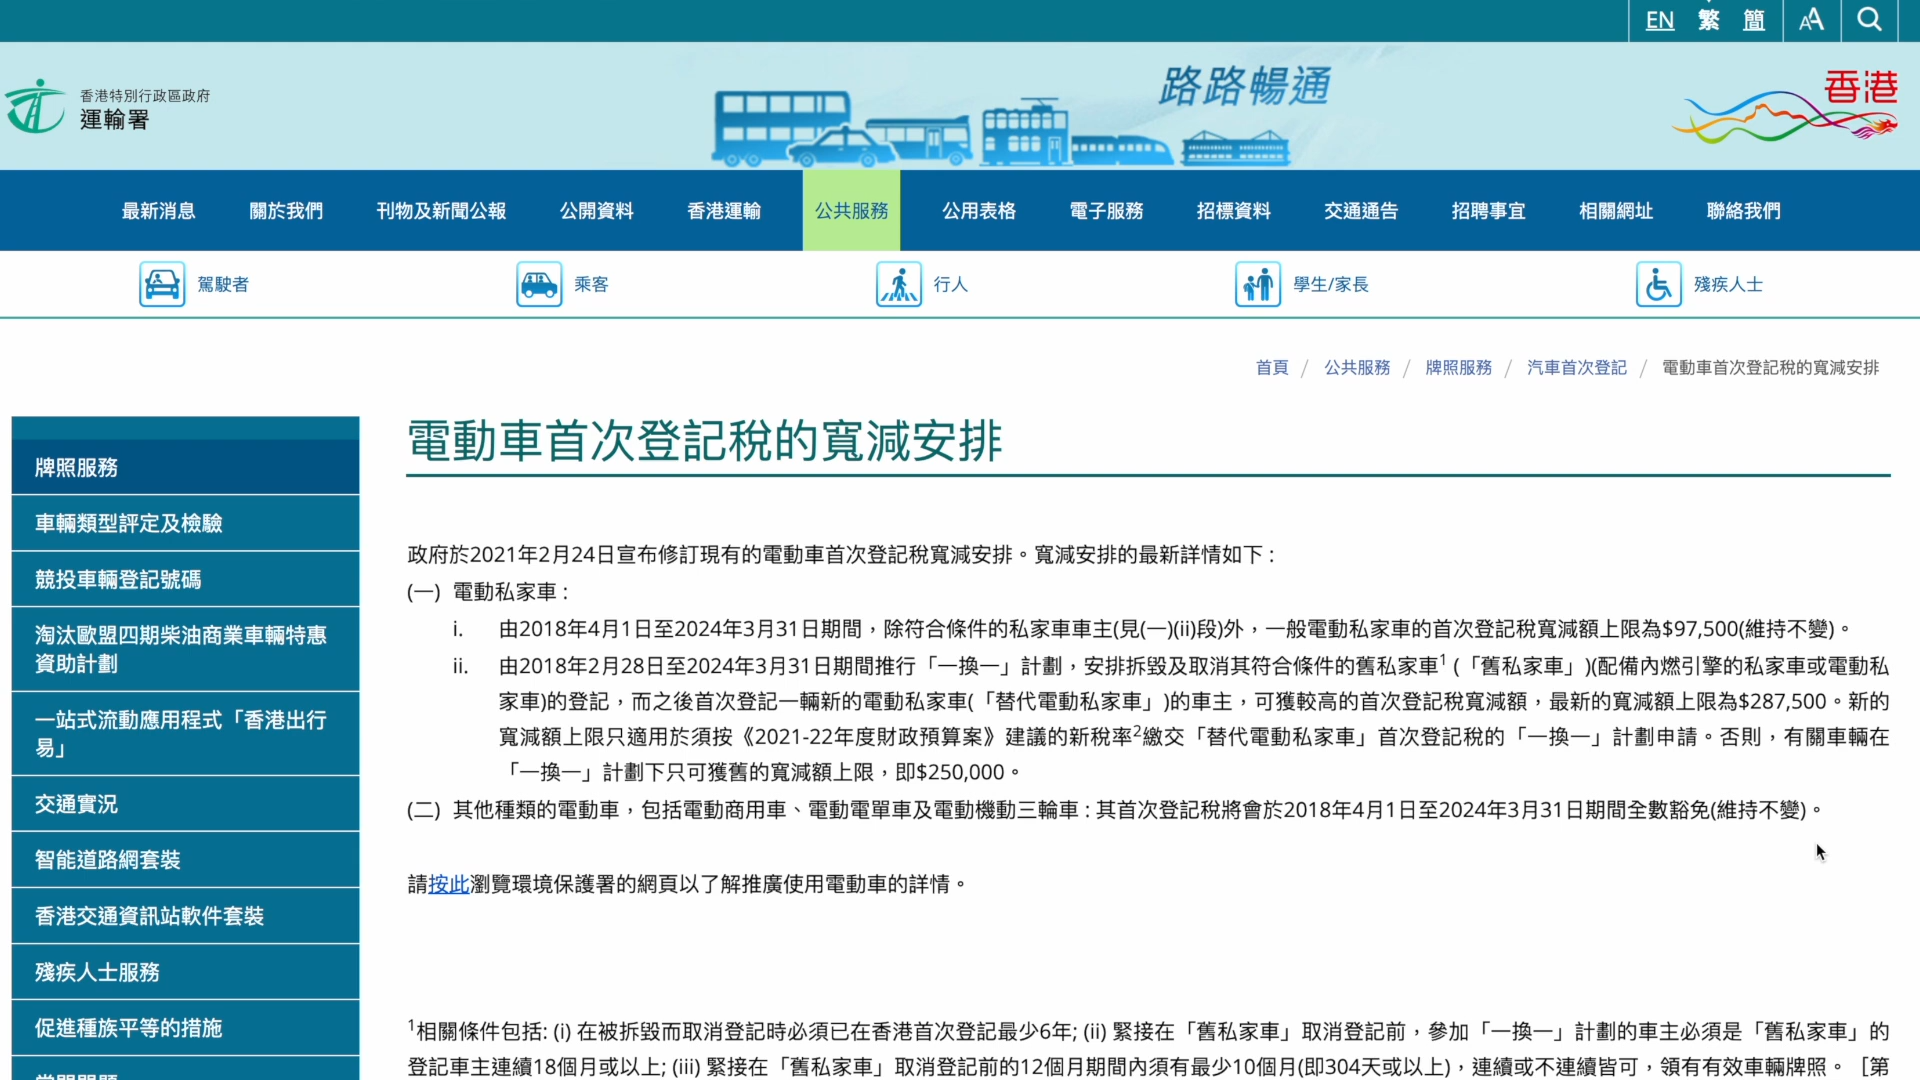 EN 繁 簡 AA
香港特別行政區政府
運輸署
路路暢通
香港
最新消息 關於我們 刊物及新聞公報 公開資料 香港運輸 公共服務 公用表格 電子服務 招標資料 交通通告 招聘事宜 相關網址 聯絡我們
駕駛者 乘客 行人 學生/家長 殘疾人士
首頁 / 公共服務 / 牌照服務 / 汽車首次登記 / 電動車首次登記稅的寬減安排
牌照服務
車輛類型評定及檢驗
競投車輛登記號碼
淘汰歐盟四期柴油商業車輛特惠
資助計劃
一站式流動應用程式「香港出行
易」
交通實況
智能道路網套裝
香港交通資訊站軟件套裝
殘疾人士服務
促進種族平等的措施
電動車首次登記稅的寬減安排
政府於2021年2月24日宣布修訂現有的電動車首次登記稅寬減安排。寬減安排的最新詳情如下 :
(一) 電動私家車 :
i. 由2018年4月1日至2024年3月31日期間，除符合條件的私家車車主(見(一)(ii)段)外，一般電動私家車的首次登記稅寬減額上限為$97,500(維持不變)。
ii. 由2018年2月28日至2024年3月31日期間推行「一換一」計劃，安排拆毀及取消其符合條件的舊私家車1 (「舊私家車」)(配備內燃引擎的私家車或電動私
家車)的登記，而之後首次登記一輛新的電動私家車(「替代電動私家車」)的車主，可獲較高的首次登記稅寬減額，最新的寬減額上限為$287,500。新的
寬減額上限只適用於須按《2021-22年度財政預算案》建議的新稅率2繳交「替代電動私家車」首次登記稅的「一換一」計劃申請。否則，有關車輛在
「一換一」計劃下只可獲舊的寬減額上限，即$250,000。
(二) 其他種類的電動車，包括電動商用車、電動電單車及電動機動三輪車 : 其首次登記稅將會於2018年4月1日至2024年3月31日期間全數豁免(維持不變)。
請按此瀏覽環境保護署的網頁以了解推廣使用電動車的詳情。
1相關條件包括: (i) 在被拆毀而取消登記時必須已在香港首次登記最少6年; (ii) 緊接在「舊私家車」取消登記前，參加「一換一」計劃的車主必須是「舊私家車」的
登記車主連續18個月或以上; (iii) 緊接在「舊私家車」取消登記前的12個月期間內須有最少10個月(即304天或以上)，連續或不連續皆可，領有有效車輛牌照。［第